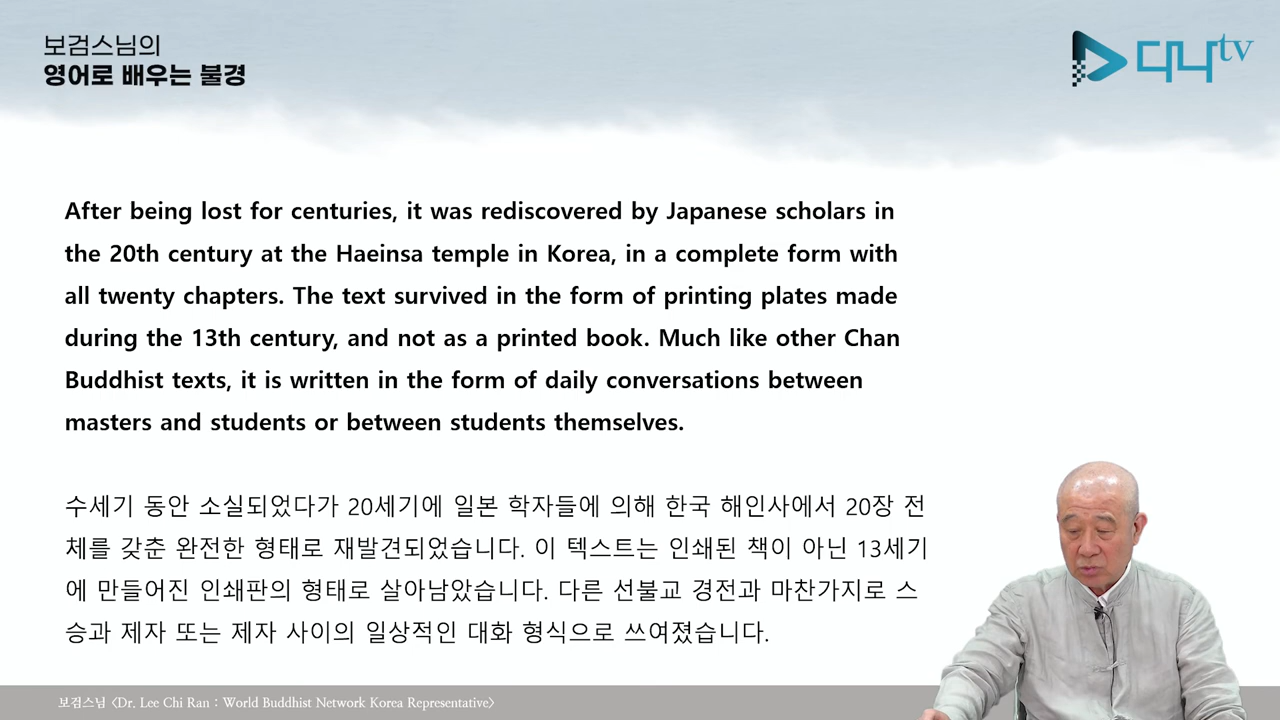 보검스님의
영어로 배우는 불경
디나tv
After being lost for centuries, it was rediscovered by Japanese scholars in
the 20th century at the Haeinsa temple in Korea, in a complete form with
all twenty chapters. The text survived in the form of printing plates made
during the 13th century, and not as a printed book. Much like other Chan
Buddhist texts, it is written in the form of daily conversations between
masters and students or between students themselves.
수세기 동안 소실되었다가 20세기에 일본 학자들에 의해 한국 해인사에서 20장 전
체를 갖춘 완전한 형태로 재발견되었습니다. 이 텍스트는 인쇄된 책이 아닌 13세기
에 만들어진 인쇄판의 형태로 살아남았습니다. 다른 선불교 경전과 마찬가지로 스
승과 제자 또는 제자 사이의 일상적인 대화 형식으로 쓰여졌습니다.
보검스님 <Dr. Lee Chi Ran : World Buddhist Network Korea Representative>